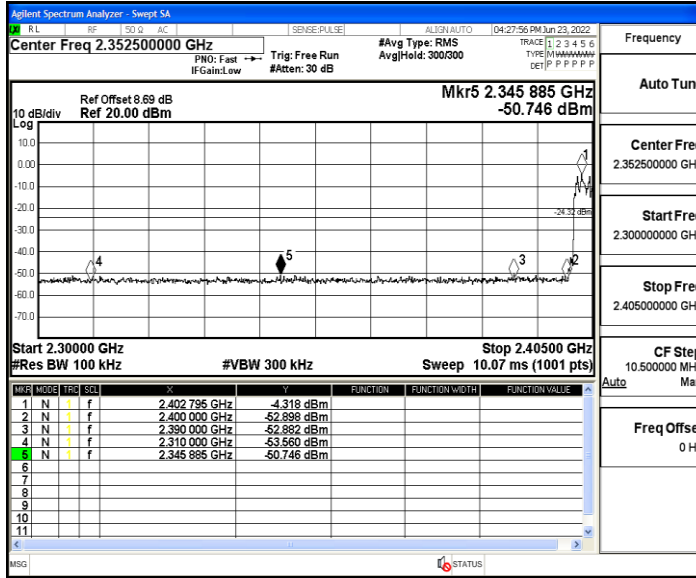 Agilent Spectrum Analyzer - Swept SA
RL RF 50 Ω AC SENSE:PULSE ALIGN AUTO 04:27:56 PM Jun 23, 2022
Center Freq 2.352500000 GHz
PNO: Fast
IFGain:Low
Trig: Free Run
#Atten: 30 dB
#Avg Type: RMS
Avg|Hold: 300/300
TRACE 1 2 3 4 5 6
TYPE M
DET P P P P P P
Ref Offset 8.69 dB
10 dB/div Ref 20.00 dBm
Log
Mkr5 2.345 885 GHz
-50.746 dBm
10.0
0.00
-10.0
-20.0
-30.0
-40.0
-50.0
-60.0
-70.0
1
-24.32 dBm
4
5
3
2
Start 2.30000 GHz Stop 2.40500 GHz
#Res BW 100 kHz #VBW 300 kHz Sweep 10.07 ms (1001 pts)
MKR MODE TRC SCL X Y FUNCTION FUNCTION WIDTH FUNCTION VALUE
1 N 1 f 2.402 795 GHz -4.318 dBm
2 N 1 f 2.400 000 GHz -52.898 dBm
3 N 1 f 2.390 000 GHz -52.882 dBm
4 N 1 f 2.310 000 GHz -53.560 dBm
5 N 1 f 2.345 885 GHz -50.746 dBm
6
7
8
9
10
11
MSG STATUS
Frequency
Auto Tun
Center Fre
2.352500000 GH
Start Fre
2.300000000 GH
Stop Fre
2.405000000 GH
CF Ste
10.500000 MH
Auto Ma
Freq Offse
0 H